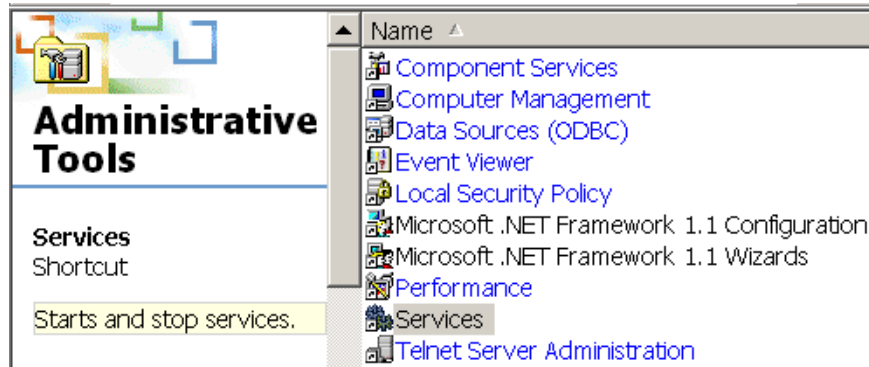 Administrative
Tools
Services
Shortcut
Starts and stop services.
Name
Component Services
Computer Management
Data Sources (ODBC)
Event Viewer
Local Security Policy
Microsoft .NET Framework 1.1 Configuration
Microsoft .NET Framework 1.1 Wizards
Performance
Services
Telnet Server Administration